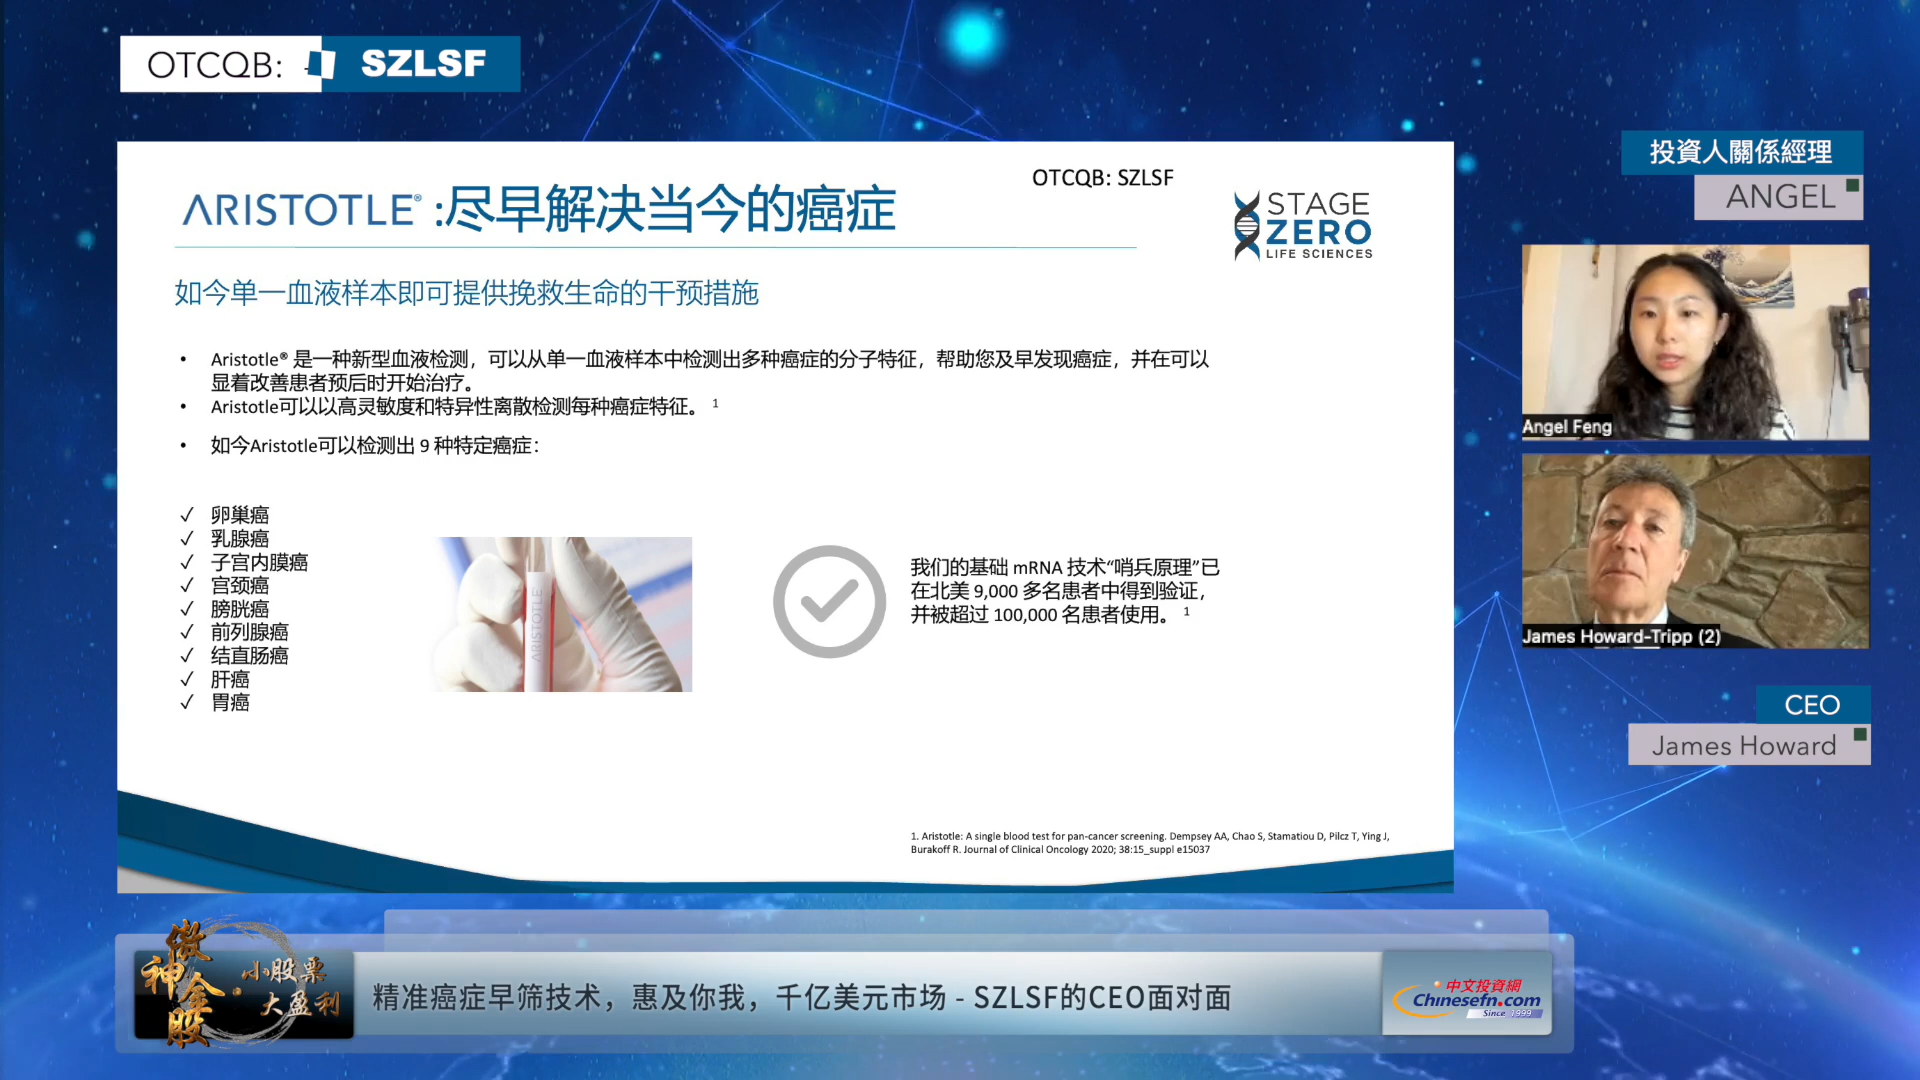 OTCQB: SZLSF
OTCQB: SZLSF
ARISTOTLE® :尽早解决当今的癌症
STAGE
ZERO
LIFE SCIENCES
如今单一血液样本即可提供挽救生命的干预措施
• Aristotle® 是一种新型血液检测，可以从单一血液样本中检测出多种癌症的分子特征，帮助您及早发现癌症，并在可以
显着改善患者预后时开始治疗。
• Aristotle可以以高灵敏度和特异性离散检测每种癌症特征。 1
• 如今Aristotle可以检测出 9 种特定癌症：
✓ 卵巢癌
✓ 乳腺癌
✓ 子宫内膜癌
✓ 宫颈癌
✓ 膀胱癌
✓ 前列腺癌
✓ 结直肠癌
✓ 肝癌
✓ 胃癌
ARISTOTLE
我们的基础 mRNA 技术“哨兵原理”已
在北美 9,000 多名患者中得到验证，
并被超过 100,000 名患者使用。 1
1. Aristotle: A single blood test for pan-cancer screening. Dempsey AA, Chao S, Stamatiou D, Pilcz T, Ying J,
Burakoff R. Journal of Clinical Oncology 2020; 38:15_suppl e15037
投資人關係經理
ANGEL
Angel Feng
James Howard-Tripp (2)
CEO
James Howard
微神金股·小股票
大盈利
精准癌症早筛技术，惠及你我，千亿美元市场 - SZLSF的CEO面对面
中文投資網
Chinesefn.com
Since 1999